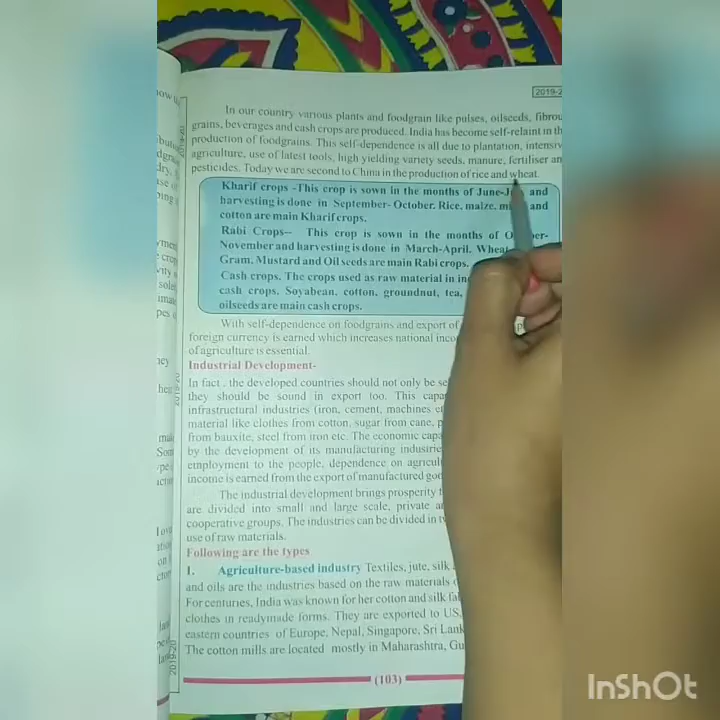 2019-2
In our country various plants and foodgrain like pulses, oilseeds, fibrou
grains, beverages and cash crops are produced. India has become self-relaint in th
production of foodgrains. This self-dependence is all due to plantation, intensiv
agriculture, use of latest tools, high yielding variety seeds, manure, fertiliser an
pesticides. Today we are second to China in the production of rice and wheat.
Kharif crops -This crop is sown in the months of June-J and
harvesting is done in September- October. Rice, maize, and
cotton are main Kharif crops.
Rabi Crops-- This crop is sown in the months of O ber-
November and harvesting is done in March-April. Wheat
Gram, Mustard and Oil seeds are main Rabi crops.
Cash crops. The crops used as raw material in in
cash crops. Soyabean, cotton, groundnut, tea,
oilseeds are main cash crops.
With self-dependence on foodgrains and export of
foreign currency is earned which increases national inco
of agriculture is essential.
Industrial Development-
In fact , the developed countries should not only be se
they should be sound in export too. This capa
infrastructural industries (iron, cement, machines e
material like clothes from cotton, sugar from cane, p
from bauxite, steel from iron etc. The economic capa
by the development of its manufacturing industrie
employment to the people, dependence on agricul
income is earned from the export of manufactured go
The industrial development brings prosperity
are divided into small and large scale, private a
cooperative groups. The industries can be divided in
use of raw materials.
Following are the types
1. Agriculture-based industry Textiles, jute, silk
and oils are the industries based on the raw materials
For centuries, India was known for her cotton and silk fa
clothes in readymade forms. They are exported to US,
eastern countries of Europe, Nepal, Singapore, Sri Lank
The cotton mills are located mostly in Maharashtra, Gu
(103)
2019-20
InShOt